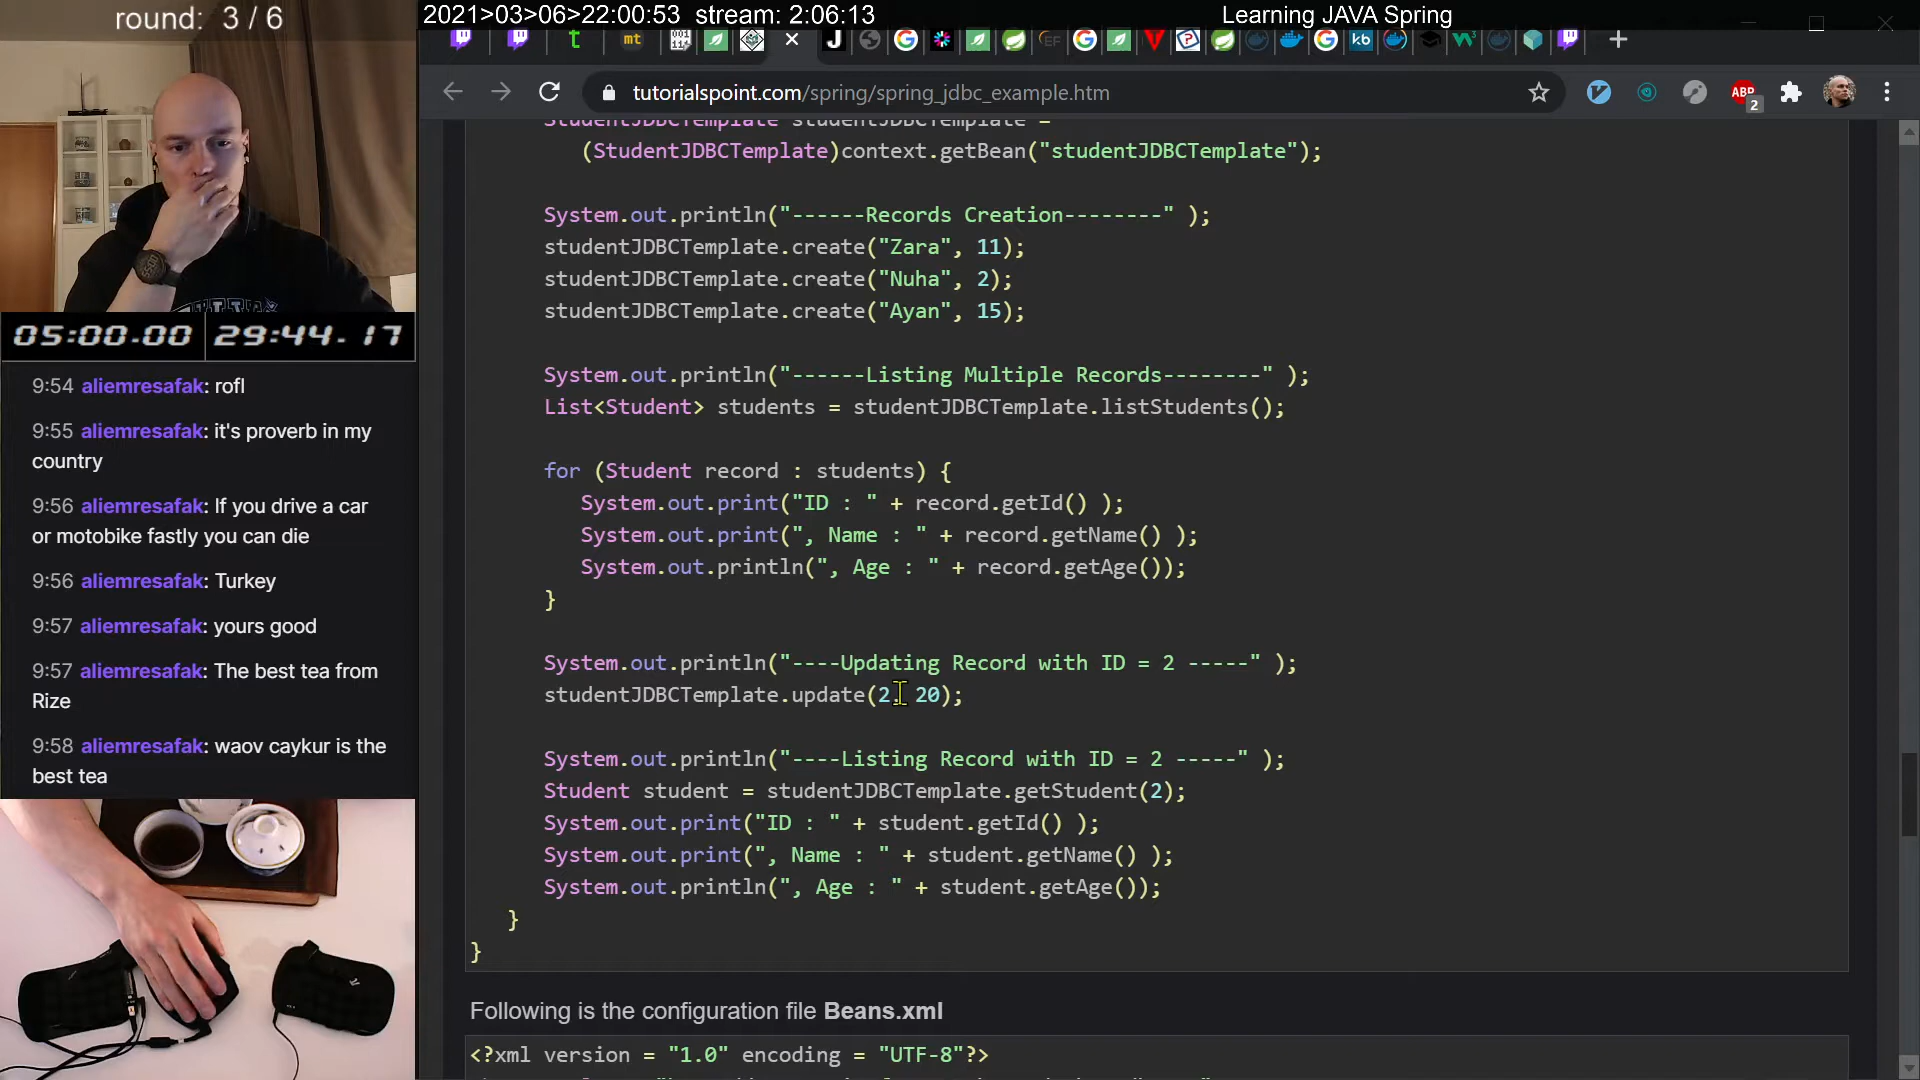 round: 3 / 6
2021>03>06>22:00:53 stream: 2:06:13
Learning JAVA Spring
tutorialspoint.com/spring/spring_jdbc_example.htm
ABP
2
StudentJDBCTemplate studentJDBCTemplate =
(StudentJDBCTemplate)context.getBean("studentJDBCTemplate");
System.out.println("------Records Creation--------" );
studentJDBCTemplate.create("Zara", 11);
studentJDBCTemplate.create("Nuha", 2);
studentJDBCTemplate.create("Ayan", 15);
System.out.println("------Listing Multiple Records--------" );
List<Student> students = studentJDBCTemplate.listStudents();
for (Student record : students) {
System.out.print("ID : " + record.getId() );
System.out.print(", Name : " + record.getName() );
System.out.println(", Age : " + record.getAge());
}
System.out.println("----Updating Record with ID = 2 -----" );
studentJDBCTemplate.update(2, 20);
System.out.println("----Listing Record with ID = 2 -----" );
Student student = studentJDBCTemplate.getStudent(2);
System.out.print("ID : " + student.getId() );
System.out.print(", Name : " + student.getName() );
System.out.println(", Age : " + student.getAge());
}
}
Following is the configuration file Beans.xml
<?xml version = "1.0" encoding = "UTF-8"?>
05:00.00
29:44.17
9:54 aliemresafak: rofl
9:55 aliemresafak: it's proverb in my
country
9:56 aliemresafak: If you drive a car
or motobike fastly you can die
9:56 aliemresafak: Turkey
9:57 aliemresafak: yours good
9:57 aliemresafak: The best tea from
Rize
9:58 aliemresafak: waov caykur is the
best tea